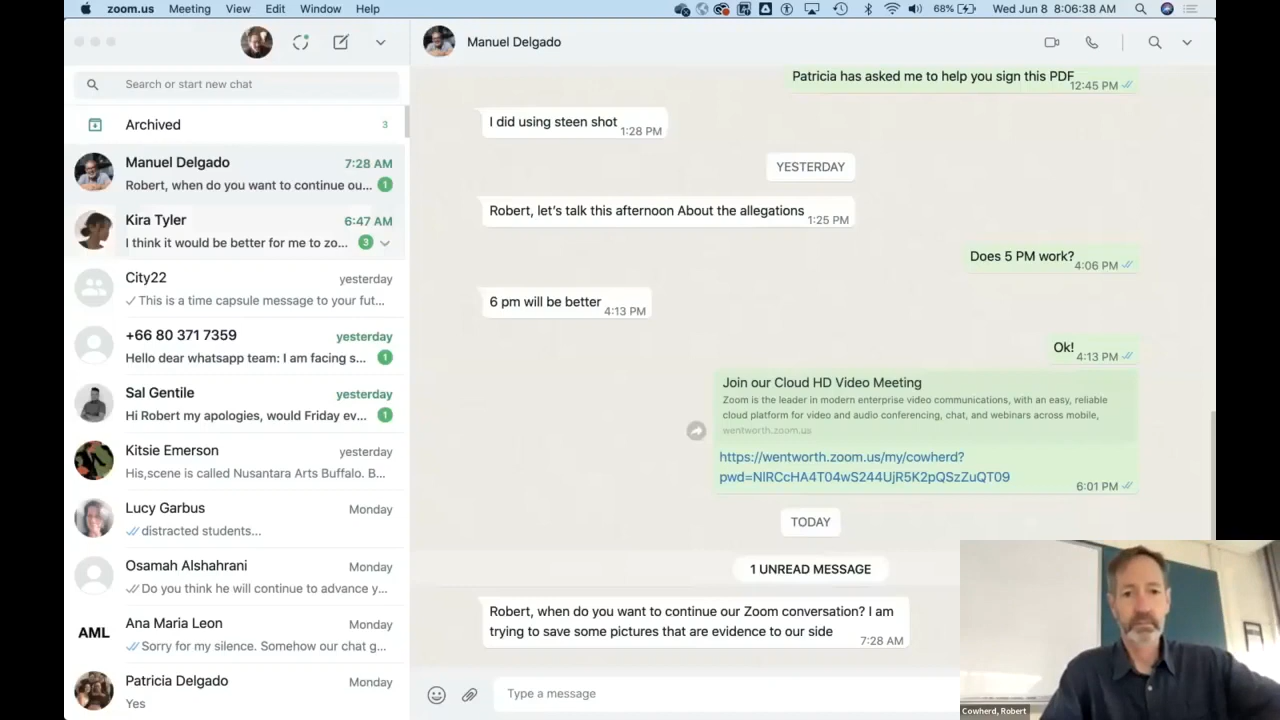 zoom.us Meeting View Edit Window Help 68% Wed Jun 8 8:06:38 AM
Manuel Delgado
Search or start new chat
Archived 3
Manuel Delgado 7:28 AM
Robert, when do you want to continue ou... 1
Kira Tyler 6:47 AM
I think it would be better for me to zo... 3
City22 yesterday
This is a time capsule message to your fut...
+66 80 371 7359 yesterday
Hello dear whatsapp team: I am facing s... 1
Sal Gentile yesterday
Hi Robert my apologies, would Friday ev... 1
Kitsie Emerson yesterday
His,scene is called Nusantara Arts Buffalo. B...
Lucy Garbus Monday
distracted students...
Osamah Alshahrani Monday
Do you think he will continue to advance y...
AML
Ana Maria Leon Monday
Sorry for my silence. Somehow our chat g...
Patricia Delgado Monday
Yes
Patricia has asked me to help you sign this PDF
12:45 PM
I did using steen shot
1:28 PM
YESTERDAY
Robert, let's talk this afternoon About the allegations
1:25 PM
Does 5 PM work?
4:06 PM
6 pm will be better
4:13 PM
Ok!
4:13 PM
Join our Cloud HD Video Meeting
Zoom is the leader in modern enterprise video communications, with an easy, reliable
cloud platform for video and audio conferencing, chat, and webinars across mobile,
wentworth.zoom.us
https://wentworth.zoom.us/my/cowherd?
pwd=NlRCcHA4T04wS244UjR5K2pQSzZuQT09
6:01 PM
TODAY
1 UNREAD MESSAGE
Robert, when do you want to continue our Zoom conversation? I am
trying to save some pictures that are evidence to our side
7:28 AM
Type a message
Cowherd, Robert